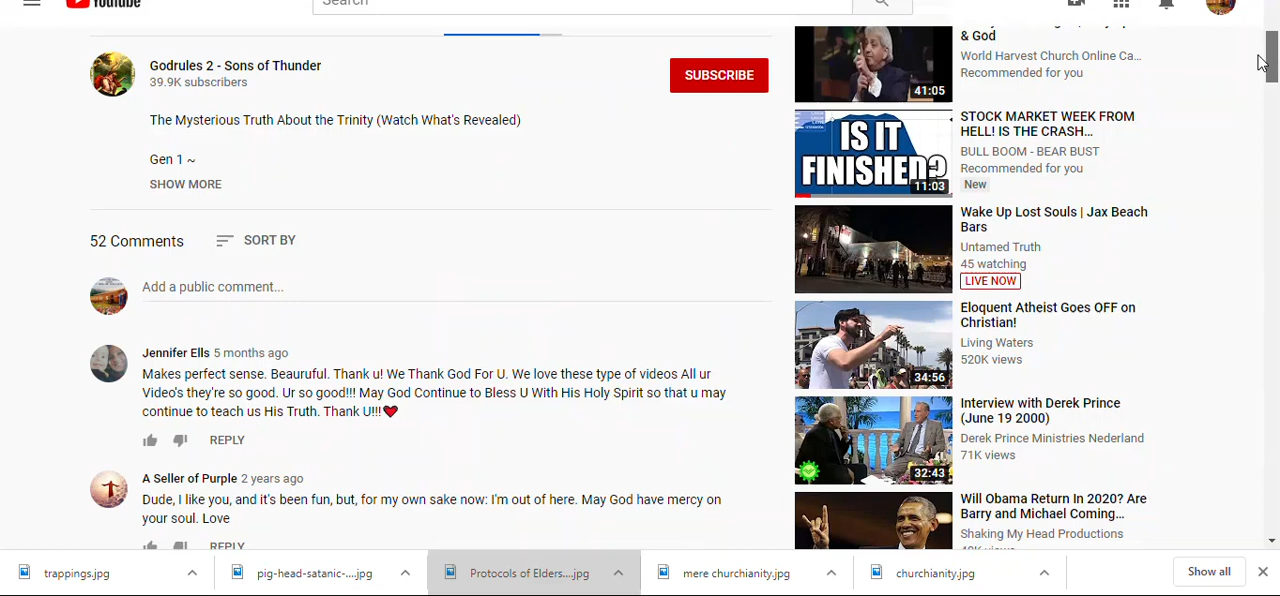 YouTube
Search
Godrules 2 - Sons of Thunder
39.9K subscribers
SUBSCRIBE
The Mysterious Truth About the Trinity (Watch What's Revealed)
Gen 1 ~
SHOW MORE
52 Comments
SORT BY
Add a public comment...
Jennifer Ells 5 months ago
Makes perfect sense. Beauruful. Thank u! We Thank God For U. We love these type of videos All ur
Video's they're so good. Ur so good!!! May God Continue to Bless U With His Holy Spirit so that u may
continue to teach us His Truth. Thank U!!!❤
REPLY
A Seller of Purple 2 years ago
Dude, I like you, and it's been fun, but, for my own sake now: I'm out of here. May God have mercy on
your soul. Love
REPLY
& God
World Harvest Church Online Ca...
Recommended for you
41:05
STOCK MARKET WEEK FROM
HELL! IS THE CRASH...
BULL BOOM - BEAR BUST
Recommended for you
New
IS IT
FINISHED?
11:03
Wake Up Lost Souls | Jax Beach
Bars
Untamed Truth
45 watching
LIVE NOW
Eloquent Atheist Goes OFF on
Christian!
Living Waters
520K views
34:56
Interview with Derek Prince
(June 19 2000)
Derek Prince Ministries Nederland
71K views
32:43
Will Obama Return In 2020? Are
Barry and Michael Coming...
Shaking My Head Productions
trappings.jpg
pig-head-satanic-....jpg
Protocols of Elders....jpg
mere churchianity.jpg
churchianity.jpg
Show all